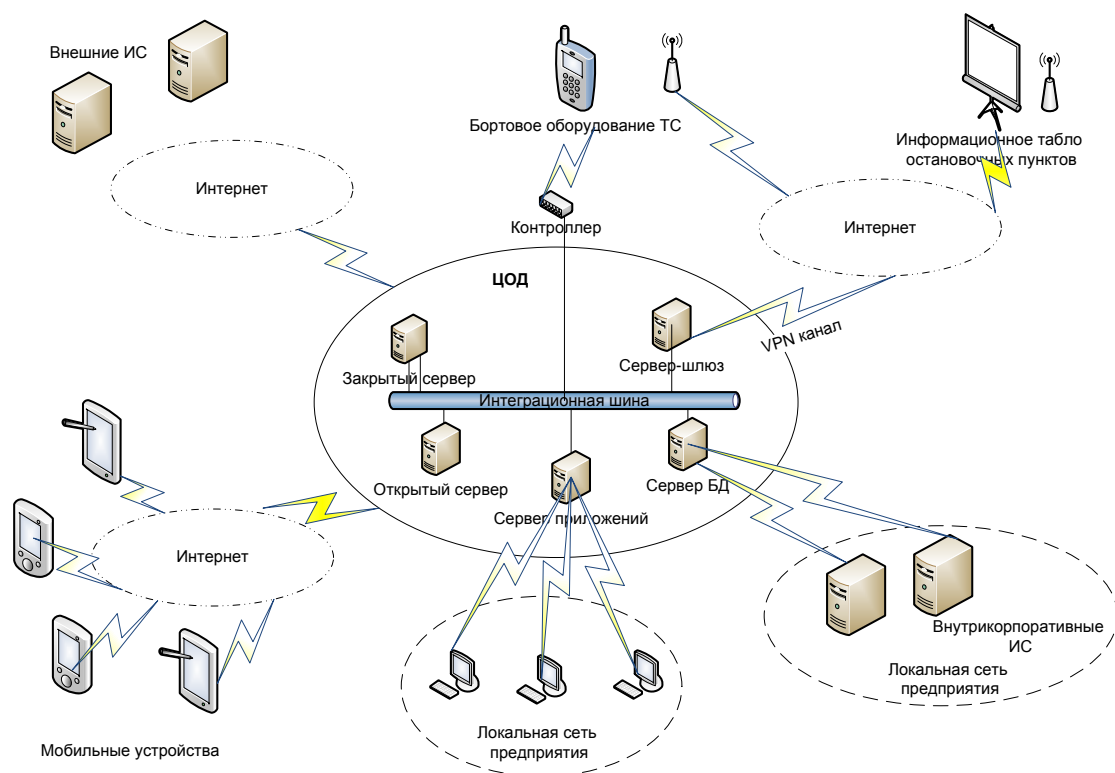 Внешние ИС
Бортовое оборудование ТС
Информационное табло
остановочных пунктов
Интернет
Контроллер
Интернет
ЦОД
VPN канал
Сервер-шлюз
Закрытый сервер
Интеграционная шина
Открытый сервер
Сервер БД
Сервер приложений
Интернет
Внутрикорпоративные
ИС
Локальная сеть
предприятия
Локальная сеть
предприятия
Мобильные устройства